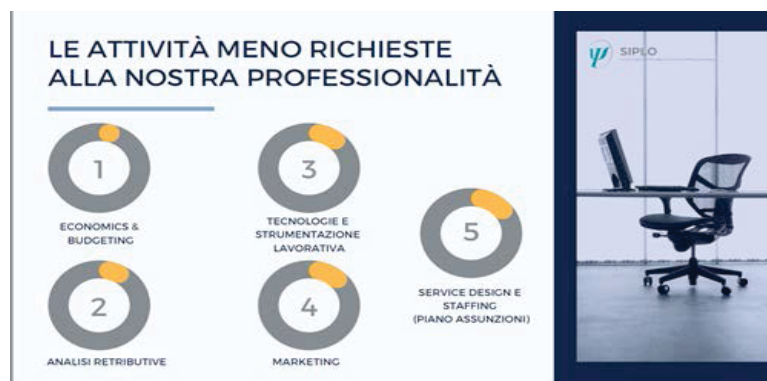 LE ATTIVITÀ MENO RICHIESTE
ALLA NOSTRA PROFESSIONALITÀ
1
ECONOMICS &
BUDGETING
2
ANALISI RETRIBUTIVE
3
TECNOLOGIE E
STRUMENTAZIONE
LAVORATIVA
4
MARKETING
5
SERVICE DESIGN E
STAFFING
(PIANO ASSUNZIONI)
SIPLO